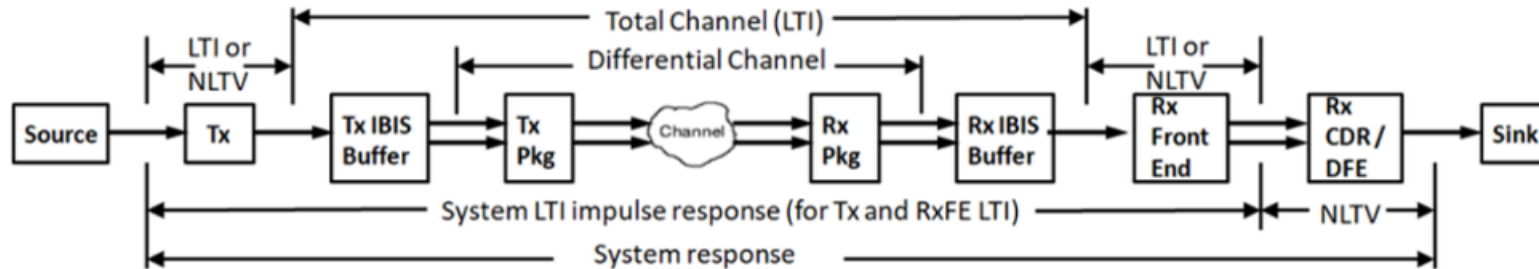 Total Channel (LTI)
LTI or
NLTV
Differential Channel
LTI or
NLTV
Source
Tx
Tx IBIS
Buffer
Tx
Pkg
Channel
Rx
Pkg
Rx IBIS
Buffer
Rx
Front
End
Rx
CDR/
DFE
Sink
System LTI impulse response (for Tx and RxFE LTI)
NLTV
System response